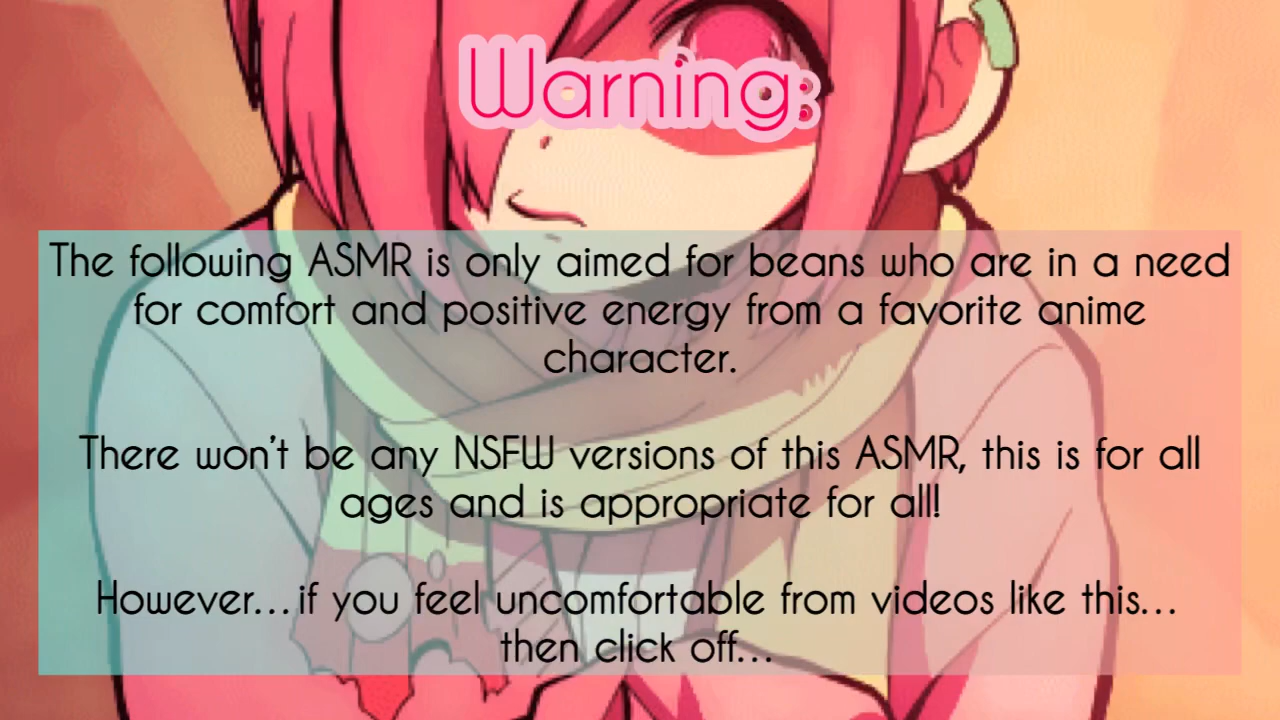 Warning:
The following ASMR is only aimed for beans who are in a need
for comfort and positive energy from a favorite anime
character.
There won't be any NSFW versions of this ASMR, this is for all
ages and is appropriate for all!
However...if you feel uncomfortable from videos like this...
then click off...